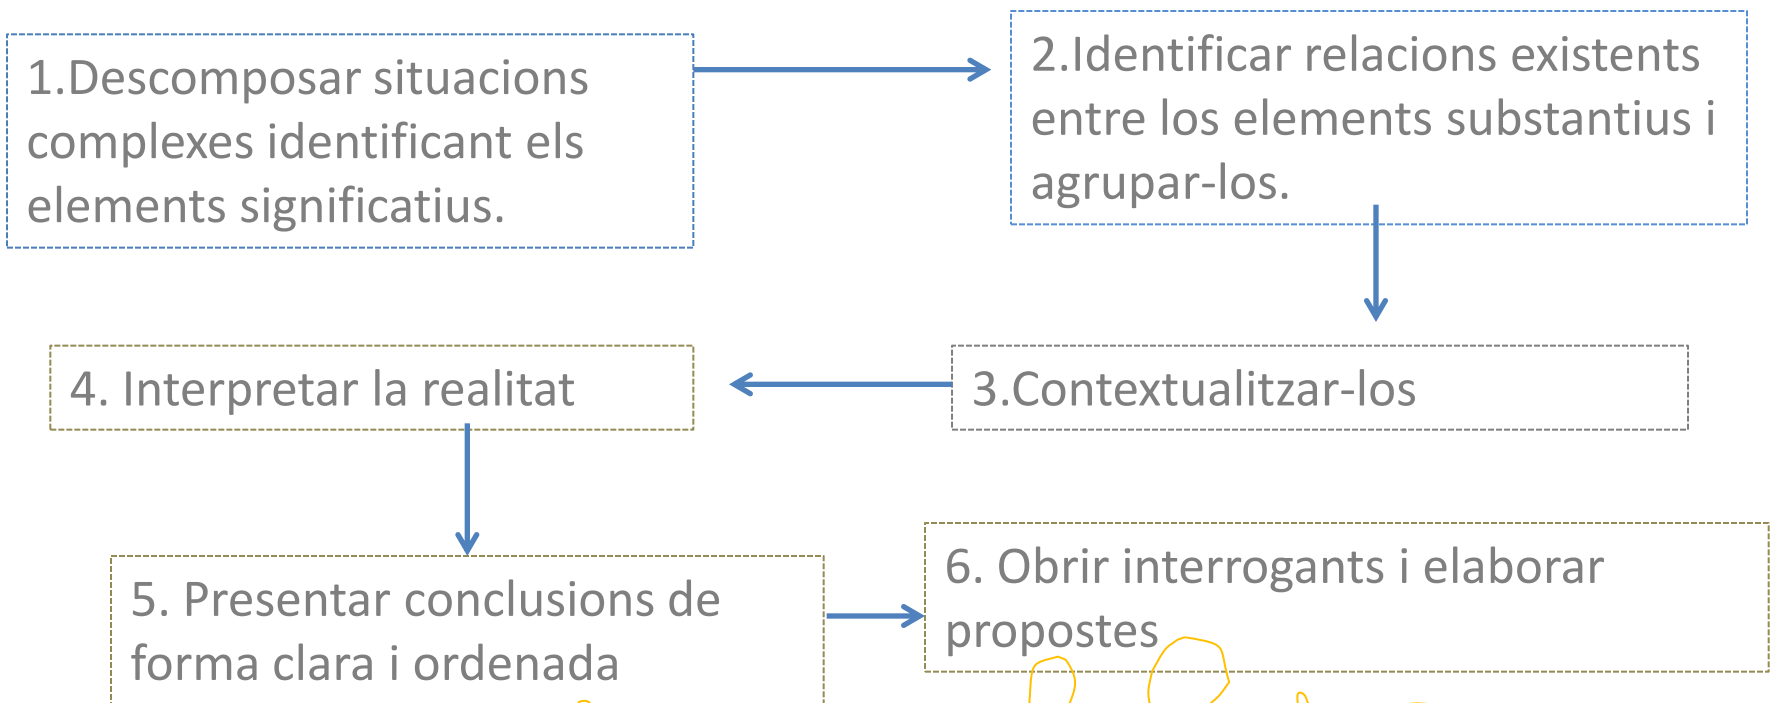 1.Descomposar situacions
complexes identificant els
elements significatius.
2.Identificar relacions existents
entre los elements substantius i
agrupar-los.
3.Contextualitzar-los
4. Interpretar la realitat
5. Presentar conclusions de
forma clara i ordenada
6. Obrir interrogants i elaborar
propostes